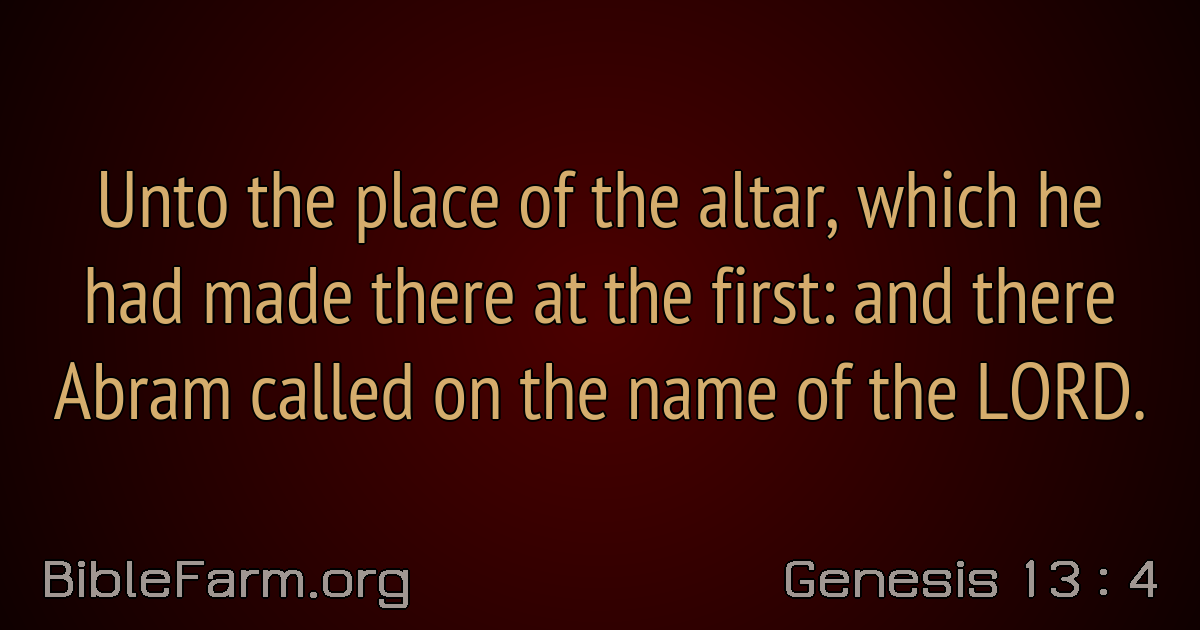 Unto the place of the altar, which he
had made there at the first: and there
Abram called on the name of the LORD.
BibleFarm.org
Genesis 13 : 4